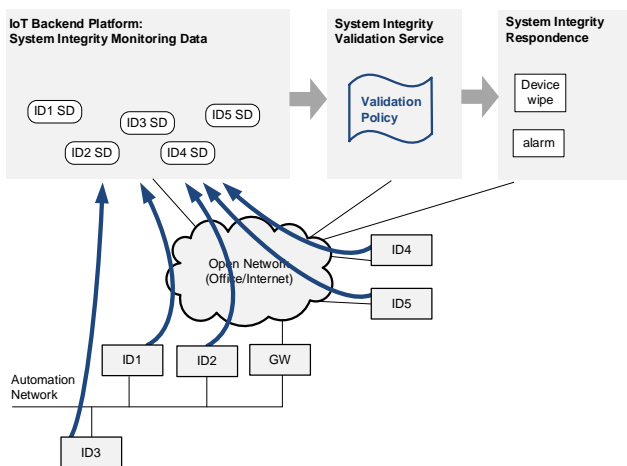 IoT Backend Platform:
System Integrity Monitoring Data
ID1 SD
ID2 SD
ID3 SD
ID4 SD
ID5 SD
System Integrity
Validation Service
Validation
Policy
System Integrity
Respondence
Device
wipe
alarm
Open Network
(Office/Internet)
ID4
ID5
ID1
ID2
GW
Automation
Network
ID3